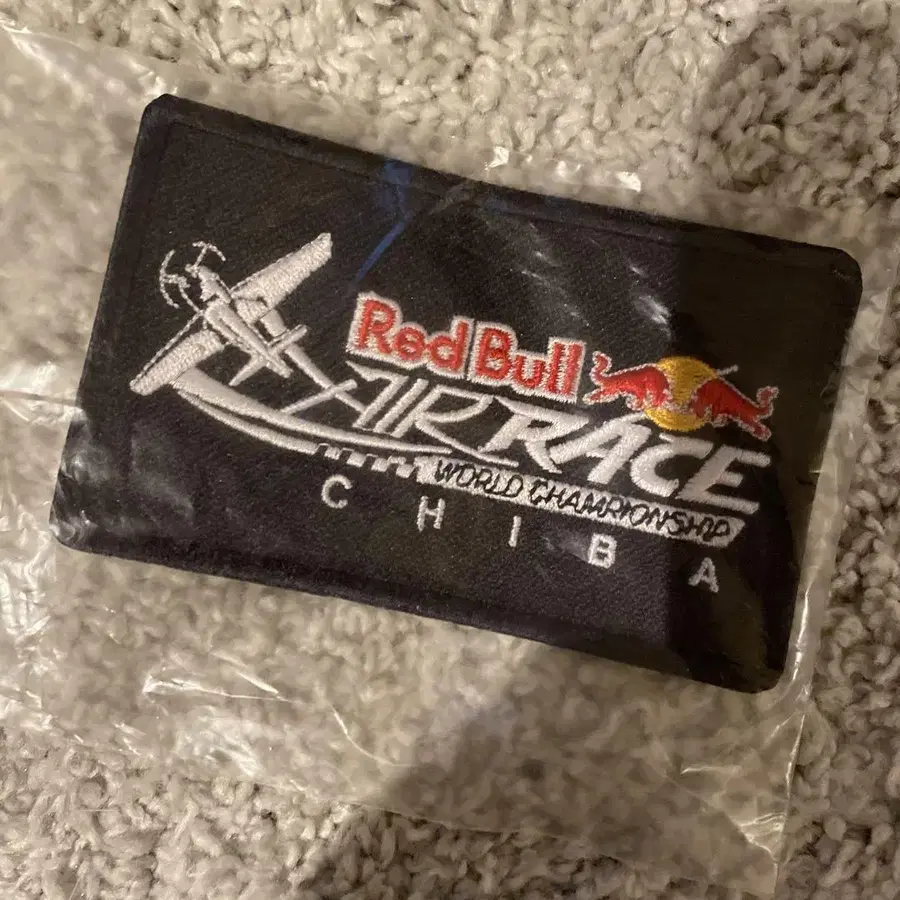 Red Bull
AIR RACE
WORLD CHAMPIONSHIP
CHIBA